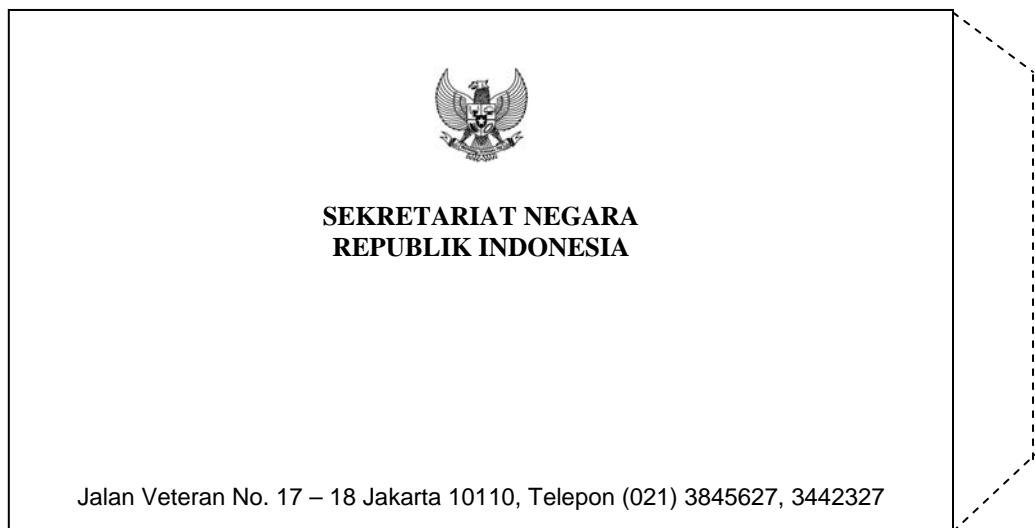 SEKRETARIAT NEGARA
REPUBLIK INDONESIA
Jalan Veteran No. 17 – 18 Jakarta 10110, Telepon (021) 3845627, 3442327